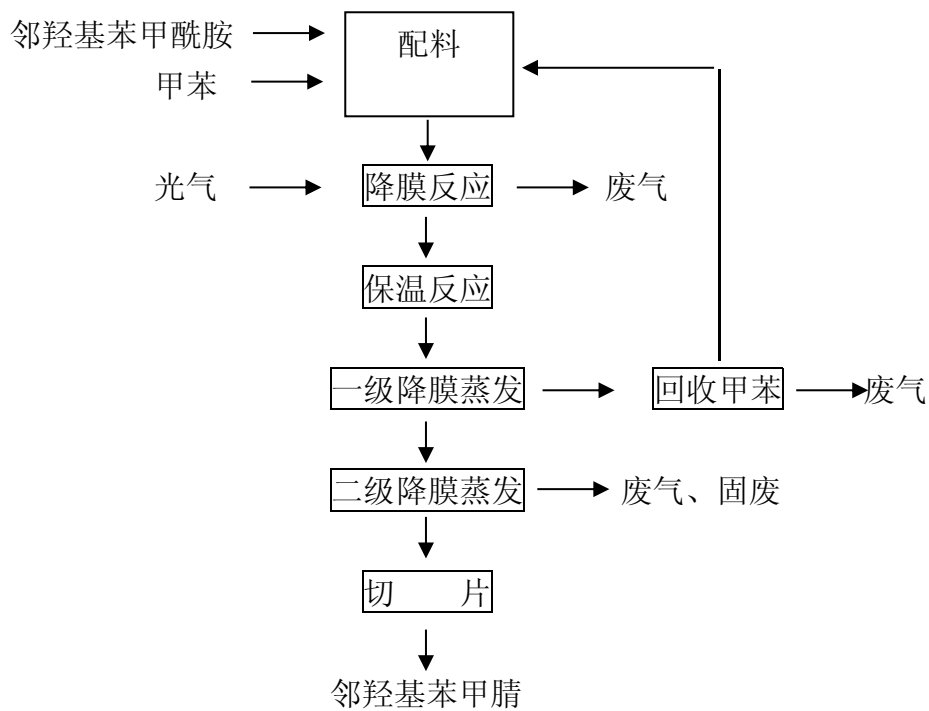 邻羟基苯甲酰胺
配料
甲苯
光气
降膜反应
废气
保温反应
一级降膜蒸发
回收甲苯
废气
二级降膜蒸发
废气、固废
切 片
邻羟基苯甲腈